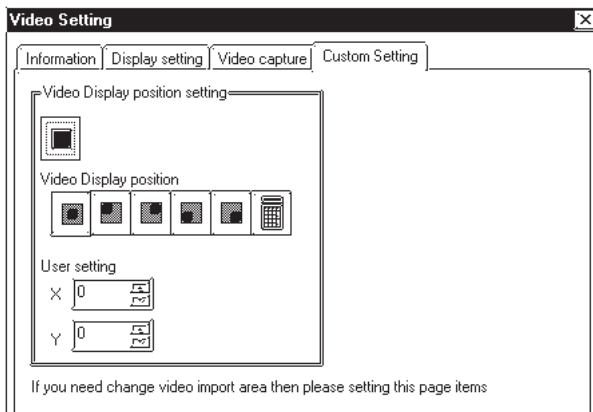 Video Setting
Information Display setting Video capture Custom Setting
Video Display position setting
Video Display position
User setting
X 0
Y 0
If you need change video import area then please setting this page items